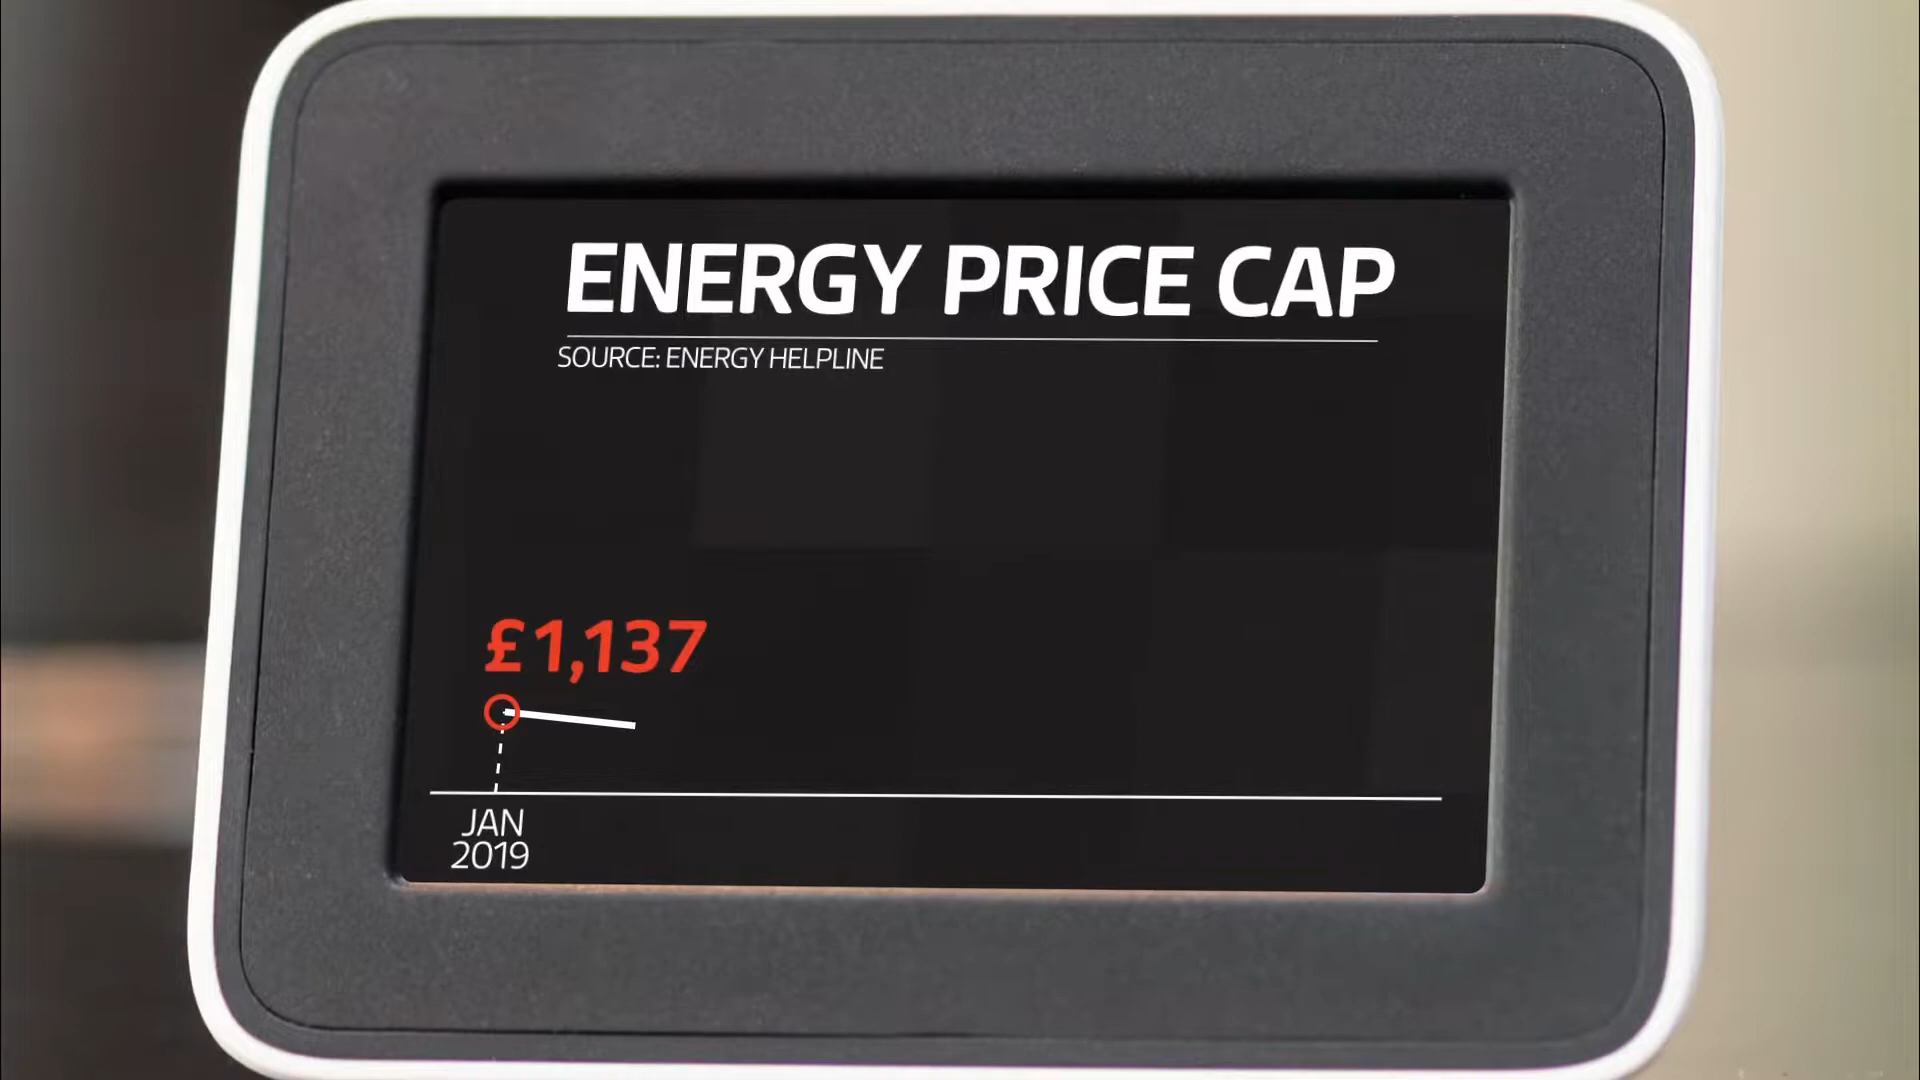 ENERGY PRICE CAP
SOURCE: ENERGY HELPLINE
£1,137
JAN
2019